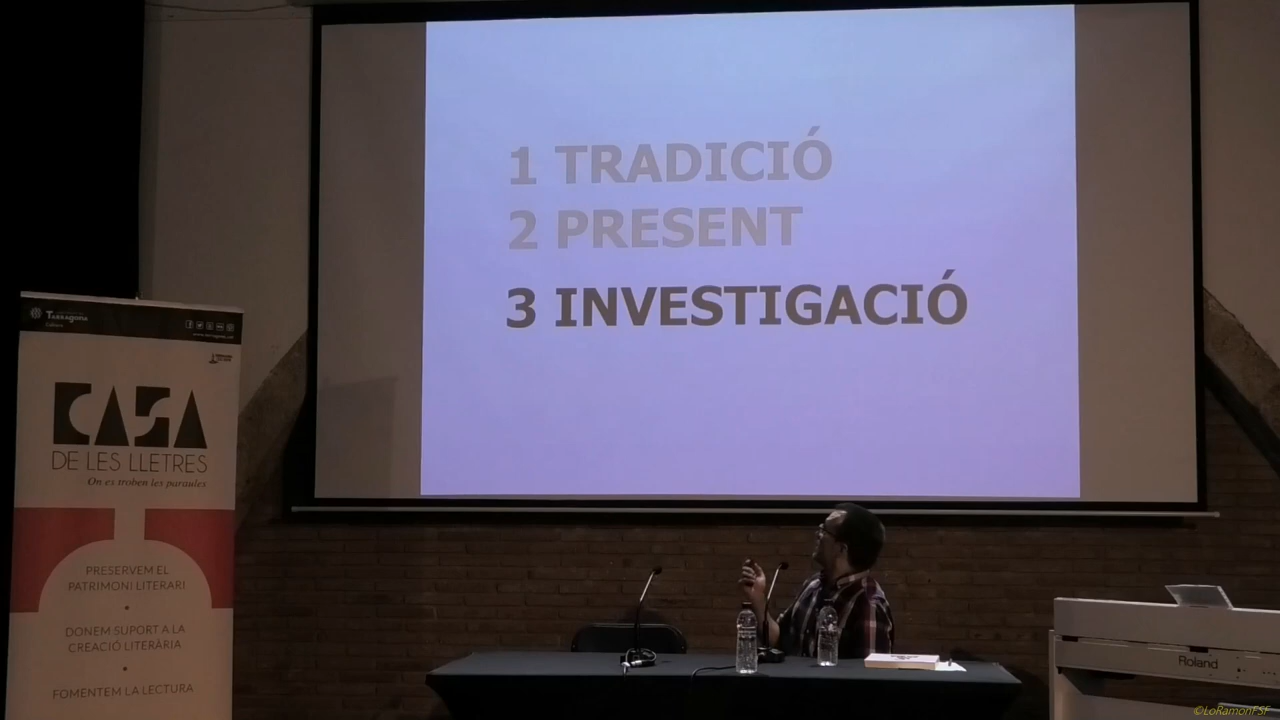 1 TRADICIÓ
2 PRESENT
3 INVESTIGACIÓ
TARRAGONA
CASA
DE LES LLETRES
On es troben les paraules
PRESERVEM EL
PATRIMONI LITERARI
DONEM SUPORT A LA
CREACIÓ LITERÀRIA
FOMENTEM LA LECTURA
Roland
©LoRamonFSF